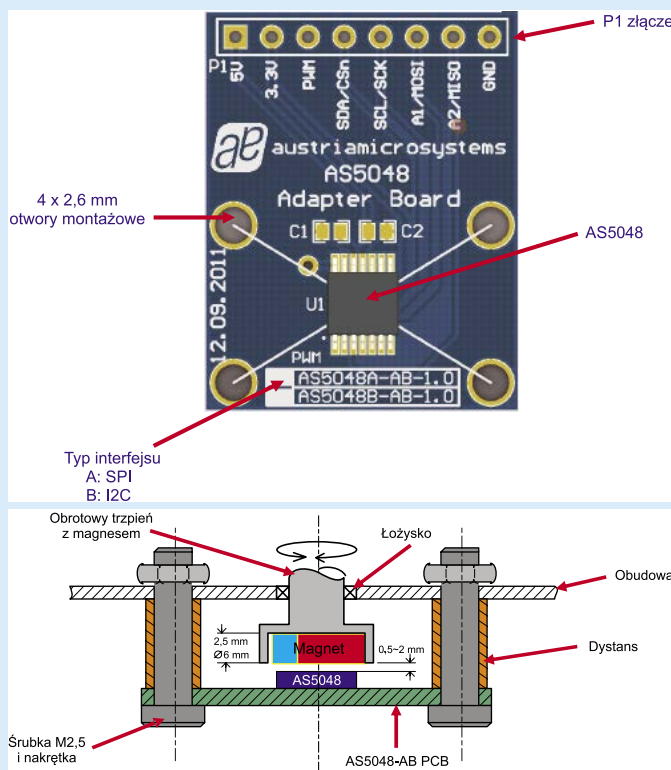 P1 złącze
P1
5V
3.3V
PWM
SDA/CSn
SCL/SCK
A1/MOSI
A2/MISO
GND
ae austriamicrosystems
AS5048
Adapter Board
4 x 2,6 mm
otwory montażowe
C1
C2
AS5048
U1
12.09.2011
PWM
AS5048A-AB-1.0
AS5048B-AB-1.0
Typ interfejsu
A: SPI
B: I2C
Obrotowy trzpień
z magnesem
Łożysko
Obudowa
2,5 mm
Ø6 mm
Magnet
0,5~2 mm
Dystans
AS5048
Śrubka M2,5
i nakrętka
AS5048-AB PCB